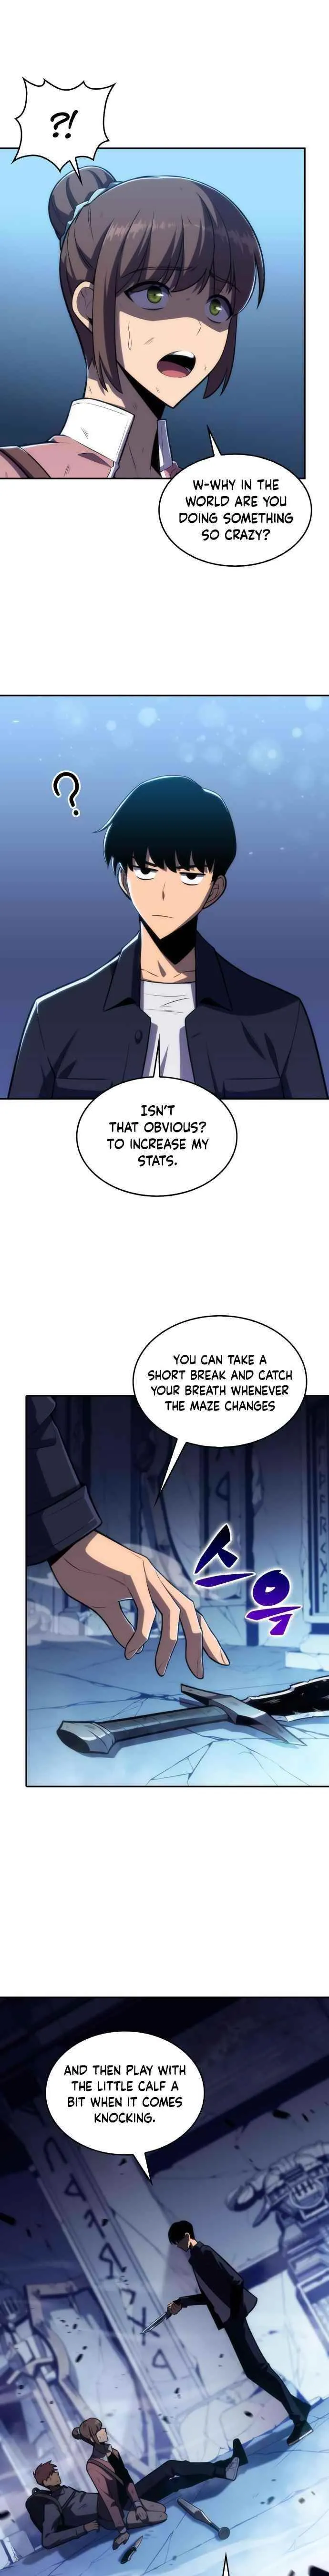 ?!
W-WHY IN THE
WORLD ARE YOU
DOING SOMETHING
SO CRAZY?
?
ISN'T
THAT OBVIOUS?
TO INCREASE MY
STATS.
YOU CAN TAKE A
SHORT BREAK AND CATCH
YOUR BREATH WHENEVER
THE MAZE CHANGES
스윽
AND THEN PLAY WITH
THE LITTLE CALF A
BIT WHEN IT COMES
KNOCKING.